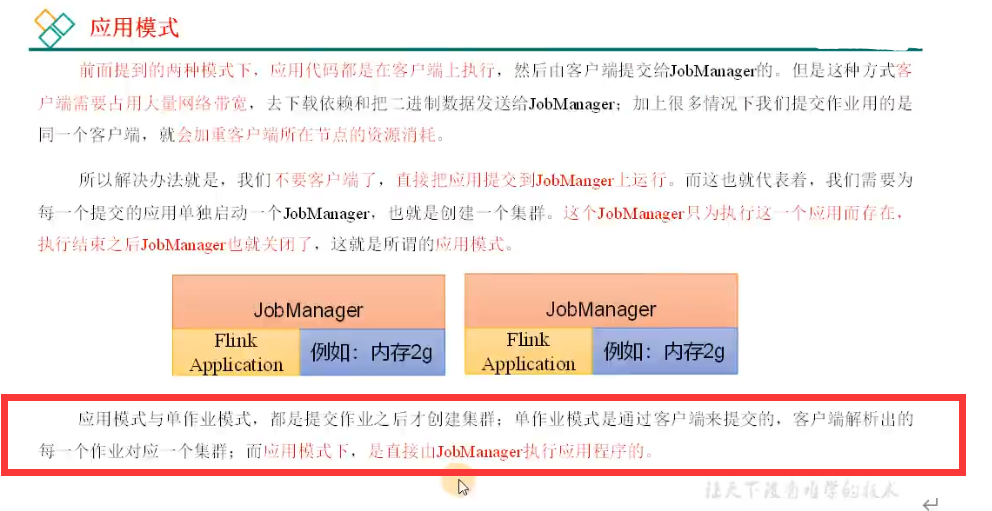 应用模式
前面提到的两种模式下，应用代码都是在客户端上执行，然后由客户端提交给JobManager的。但是这种方式客
户端需要占用大量网络带宽，去下载依赖和把二进制数据发送给JobManager；加上很多情况下我们提交作业用的是
同一个客户端，就会加重客户端所在节点的资源消耗。
所以解决办法就是，我们不要客户端了，直接把应用提交到JobManger上运行。而这也就代表着，我们需要为
每一个提交的应用单独启动一个JobManager，也就是创建一个集群。这个JobManager只为执行这一个应用而存在，
执行结束之后JobManager也就关闭了，这就是所谓的应用模式。
JobManager
Flink
Application
例如：内存2g
JobManager
Flink
Application
例如：内存2g
应用模式与单作业模式，都是提交作业之后才创建集群；单作业模式是通过客户端来提交的，客户端解析出的
每一个作业对应一个集群；而应用模式下，是直接由JobManager执行应用程序的。
让天下没有难学的技术